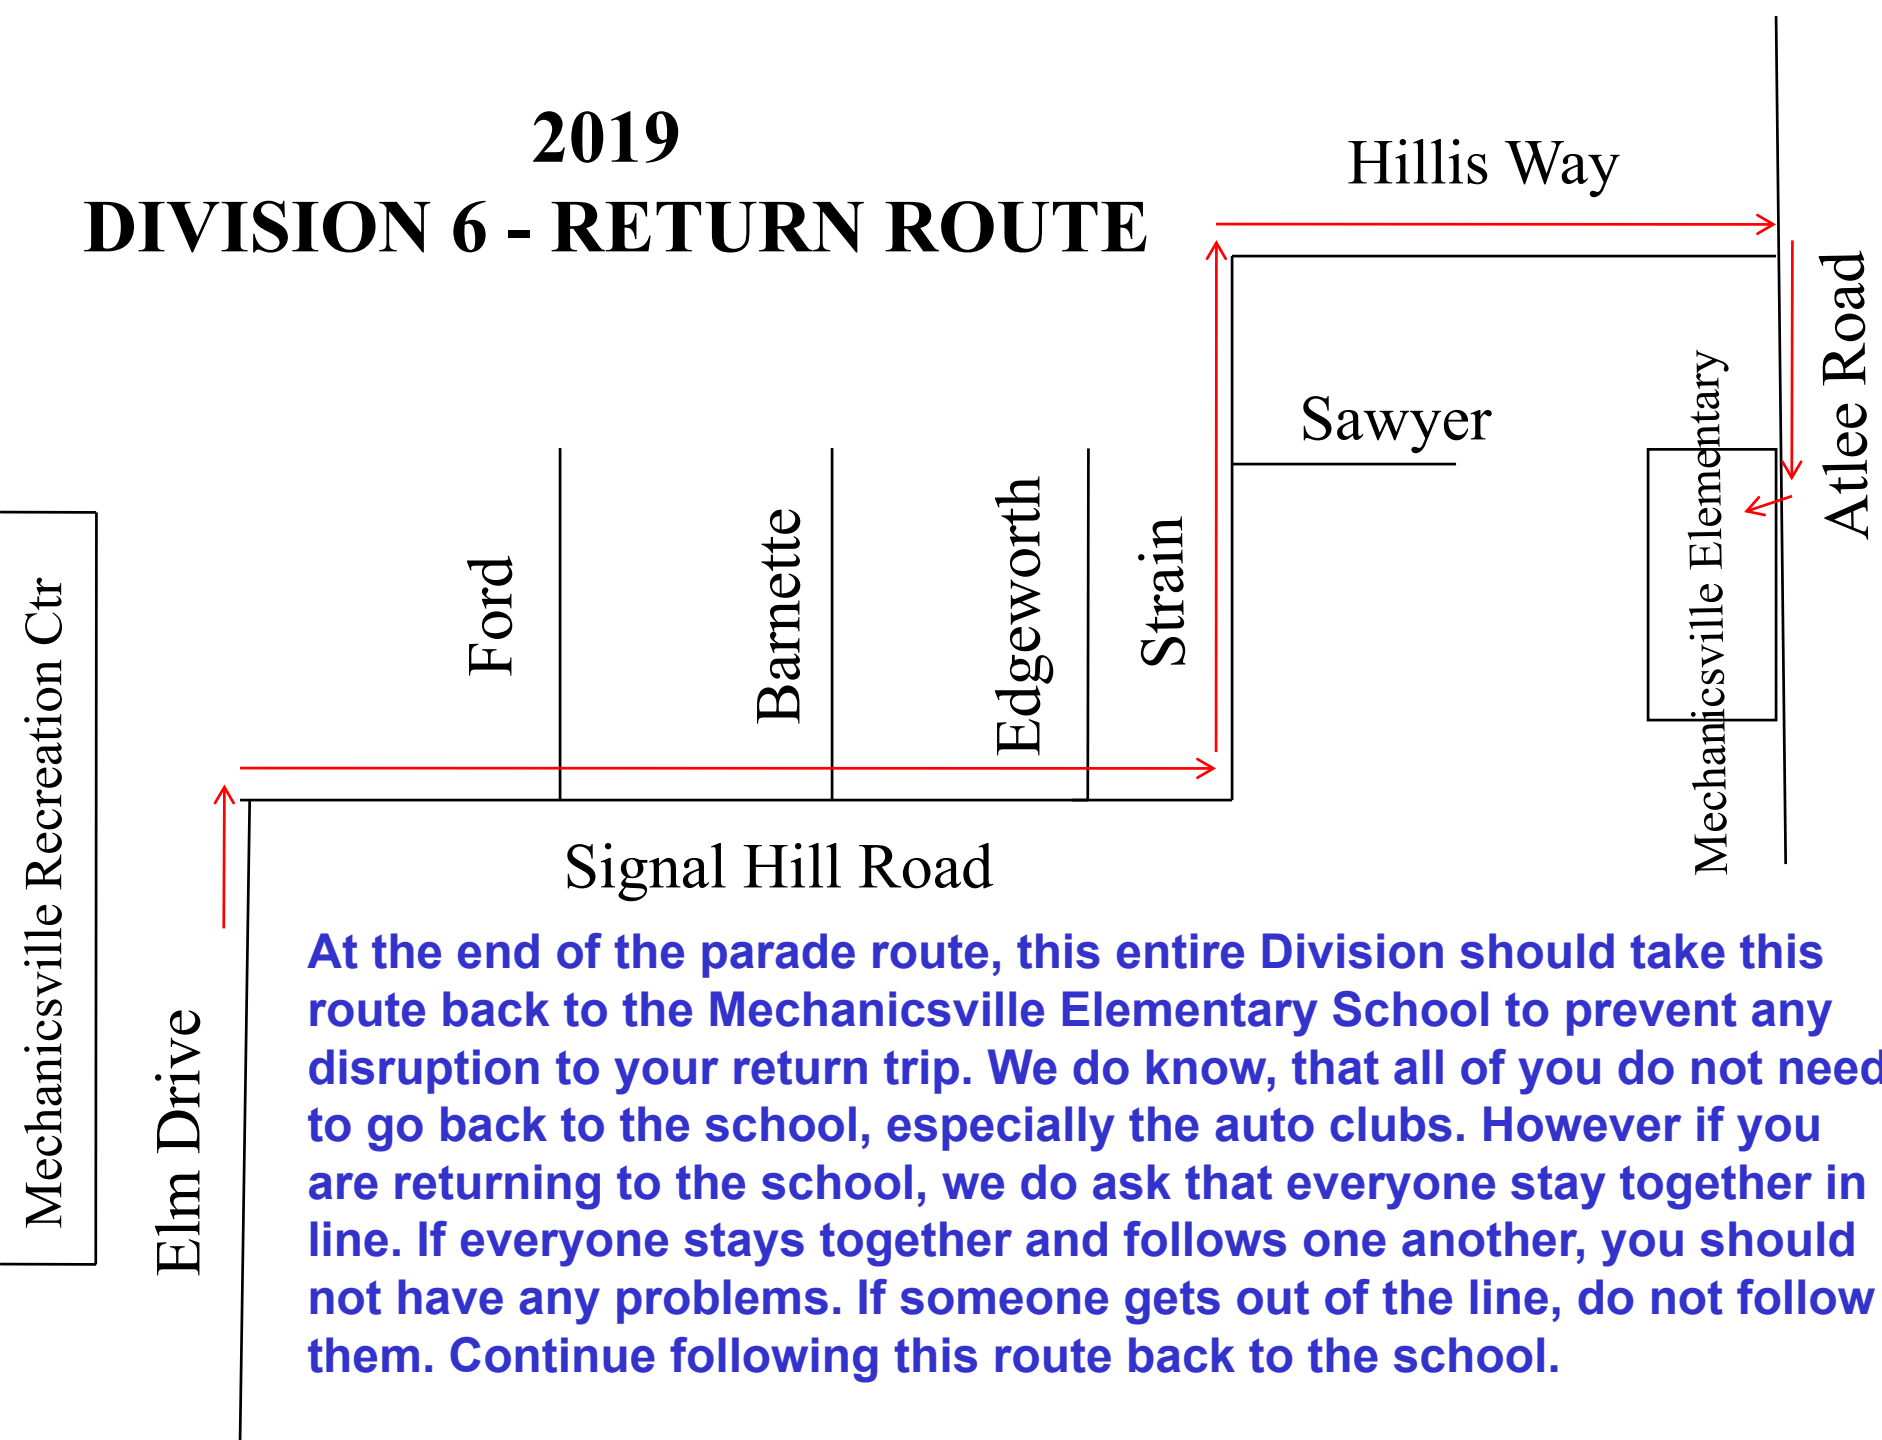 2019
DIVISION 6 - RETURN ROUTE
Hillis Way
Atlee Road
Sawyer
Mechanicsville Elementary
Strain
Edgeworth
Barnette
Ford
Mechanicsville Recreation Ctr
Signal Hill Road
Elm Drive
At the end of the parade route, this entire Division should take this
route back to the Mechanicsville Elementary School to prevent any
disruption to your return trip. We do know, that all of you do not need
to go back to the school, especially the auto clubs. However if you
are returning to the school, we do ask that everyone stay together in
line. If everyone stays together and follows one another, you should
not have any problems. If someone gets out of the line, do not follow
them. Continue following this route back to the school.